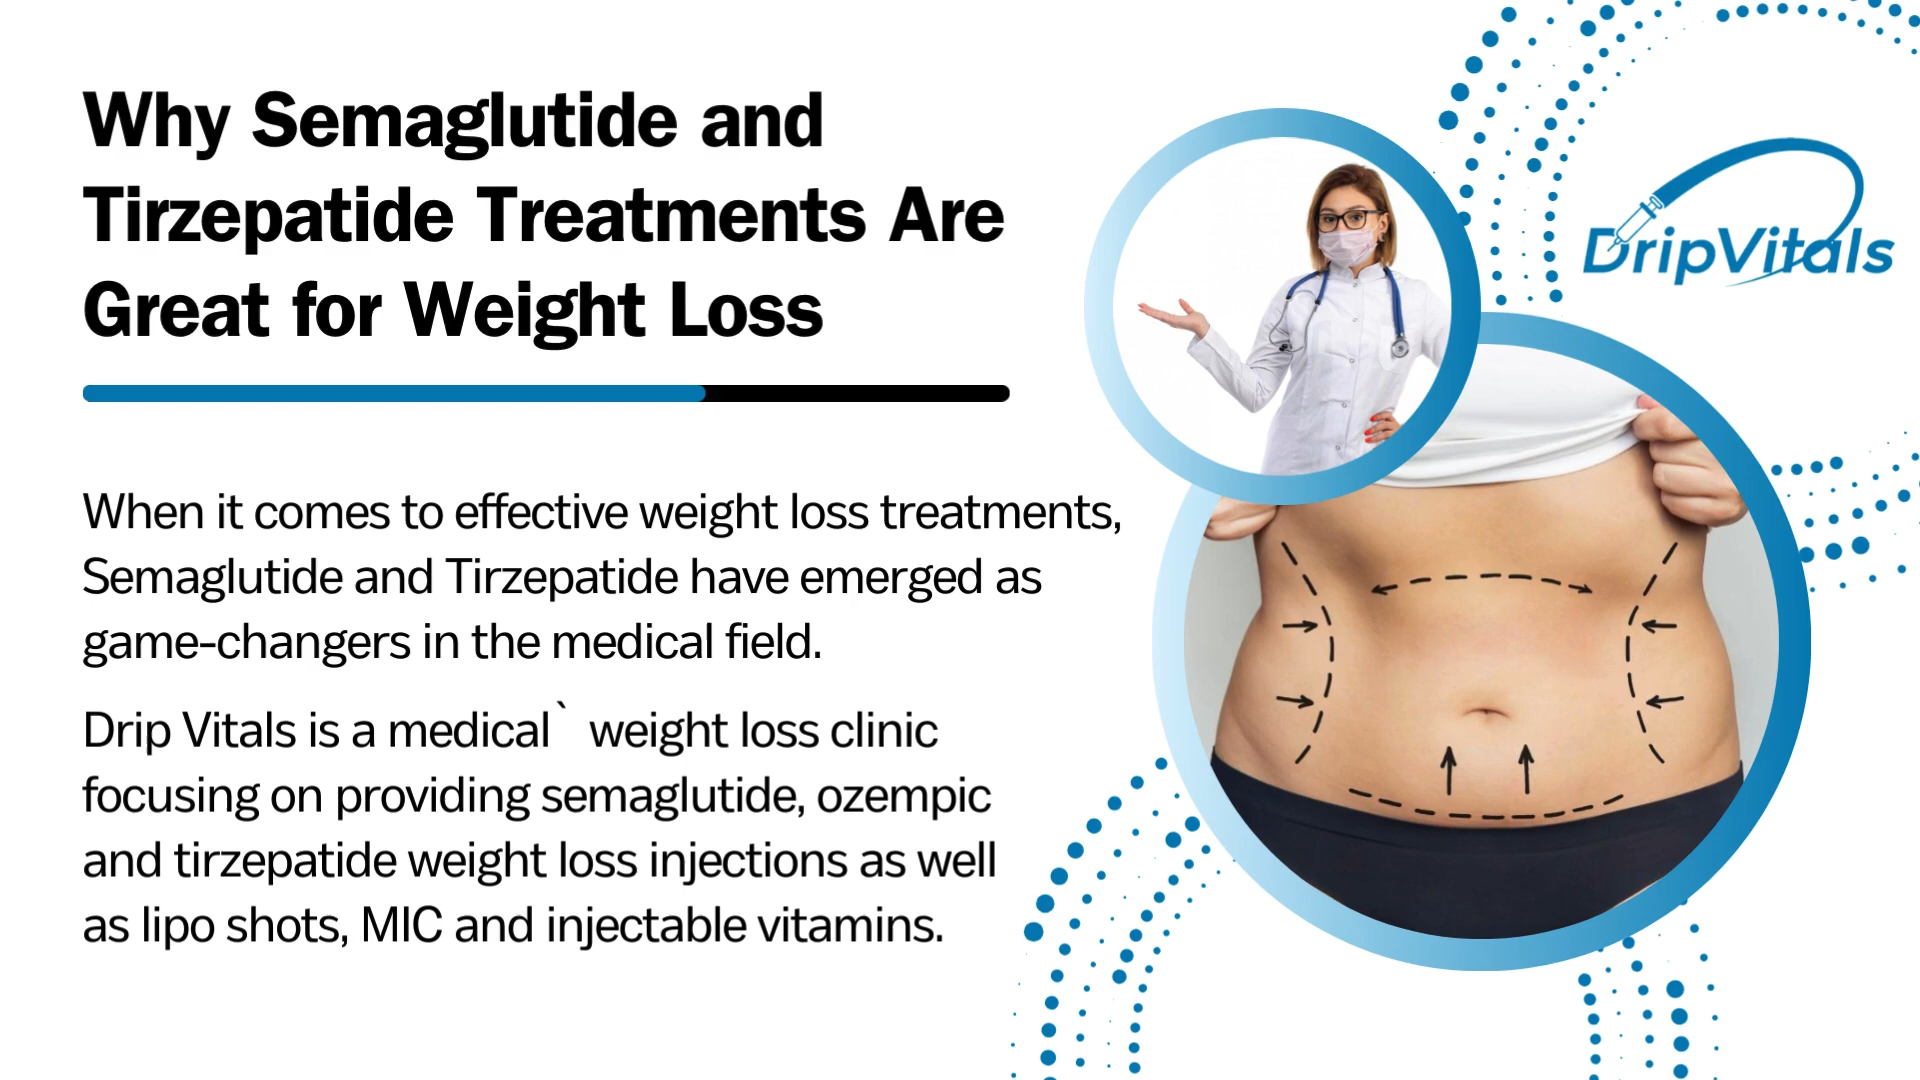 Why Semaglutide and
Tirzepatide Treatments Are
Great for Weight Loss
When it comes to effective weight loss treatments,
Semaglutide and Tirzepatide have emerged as
game-changers in the medical field.
Drip Vitals is a medical` weight loss clinic
focusing on providing semaglutide, ozempic
and tirzepatide weight loss injections as well
as lipo shots, MIC and injectable vitamins.
DripVitals